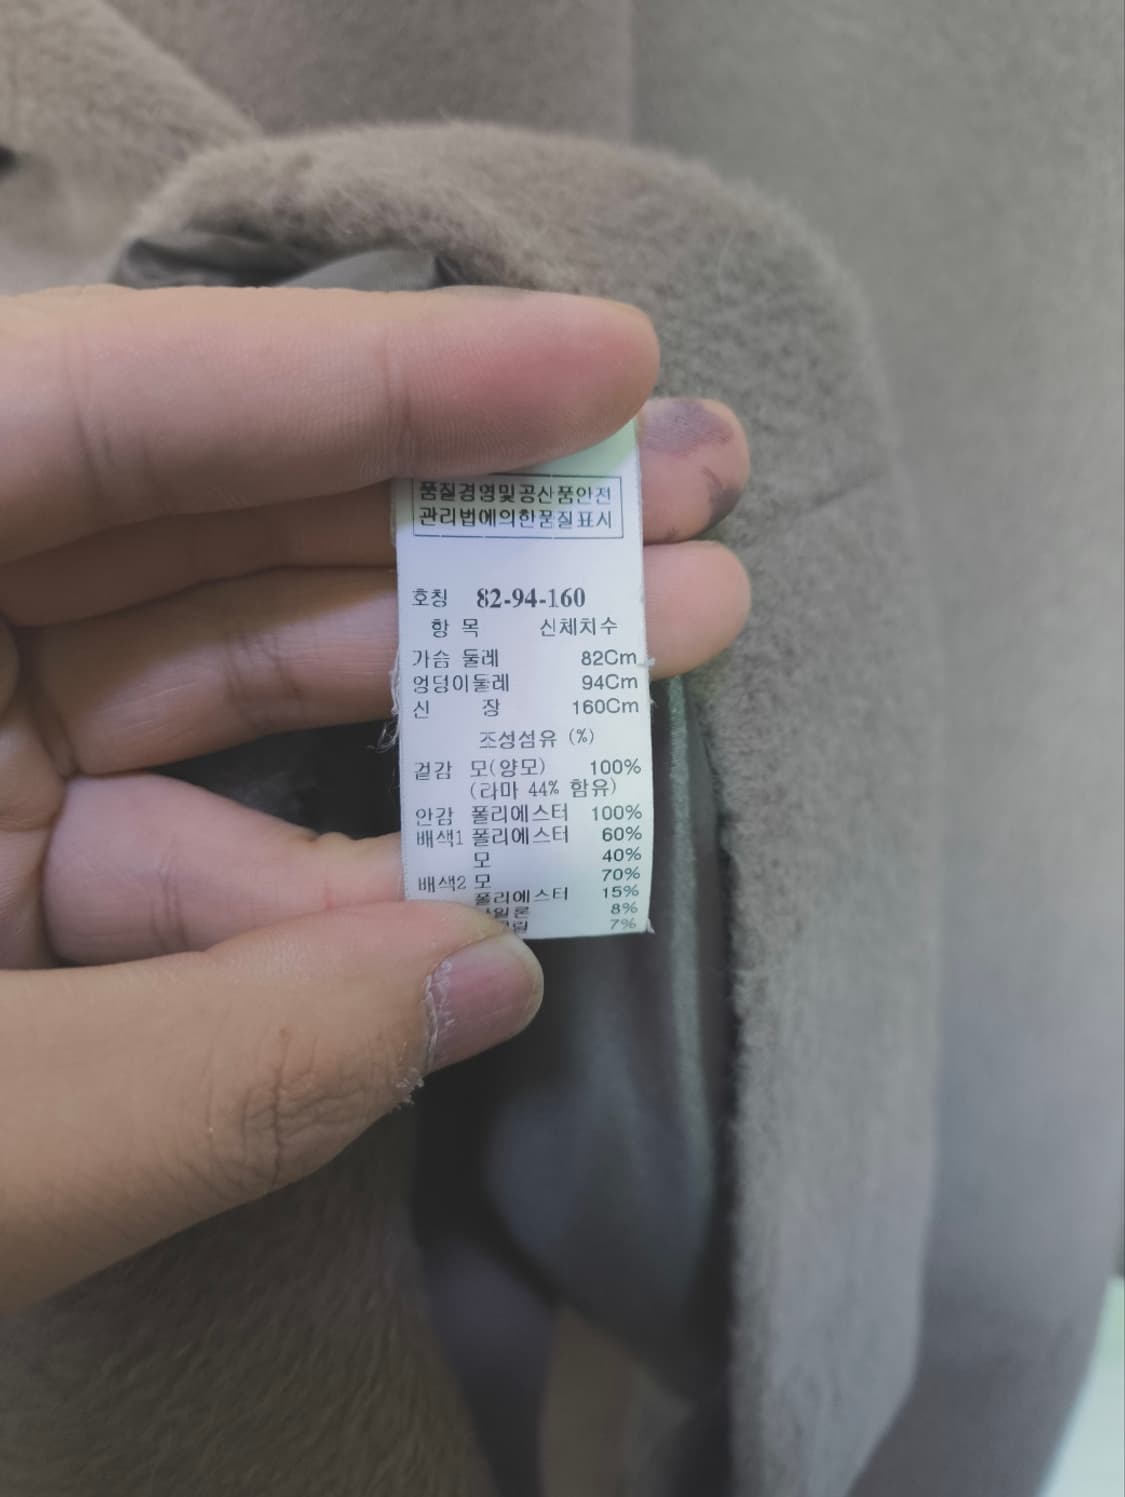 품질경영및공산품안전
관리법에의한품질표시
호칭 82-94-160
항 목 신체치수
가슴 둘레 82Cm
엉덩이둘레 94Cm
신 장 160Cm
조성섬유 (%)
겉감 모(양모) 100%
(라마 44% 함유)
안감 폴리에스터 100%
배색1 폴리에스터 60%
모 40%
배색2 모 70%
폴리에스터 15%
8%
7%